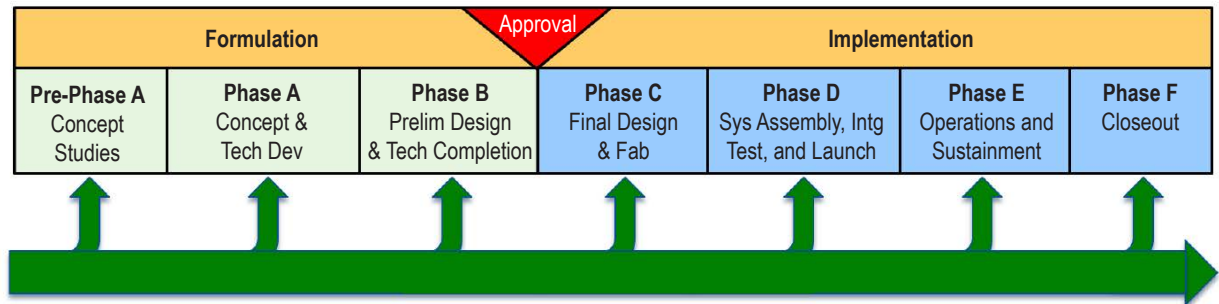 Approval
Formulation
Implementation
Pre-Phase A
Concept
Studies
Phase A
Concept &
Tech Dev
Phase B
Prelim Design
& Tech Completion
Phase C
Final Design
& Fab
Phase D
Sys Assembly, Intg
Test, and Launch
Phase E
Operations and
Sustainment
Phase F
Closeout